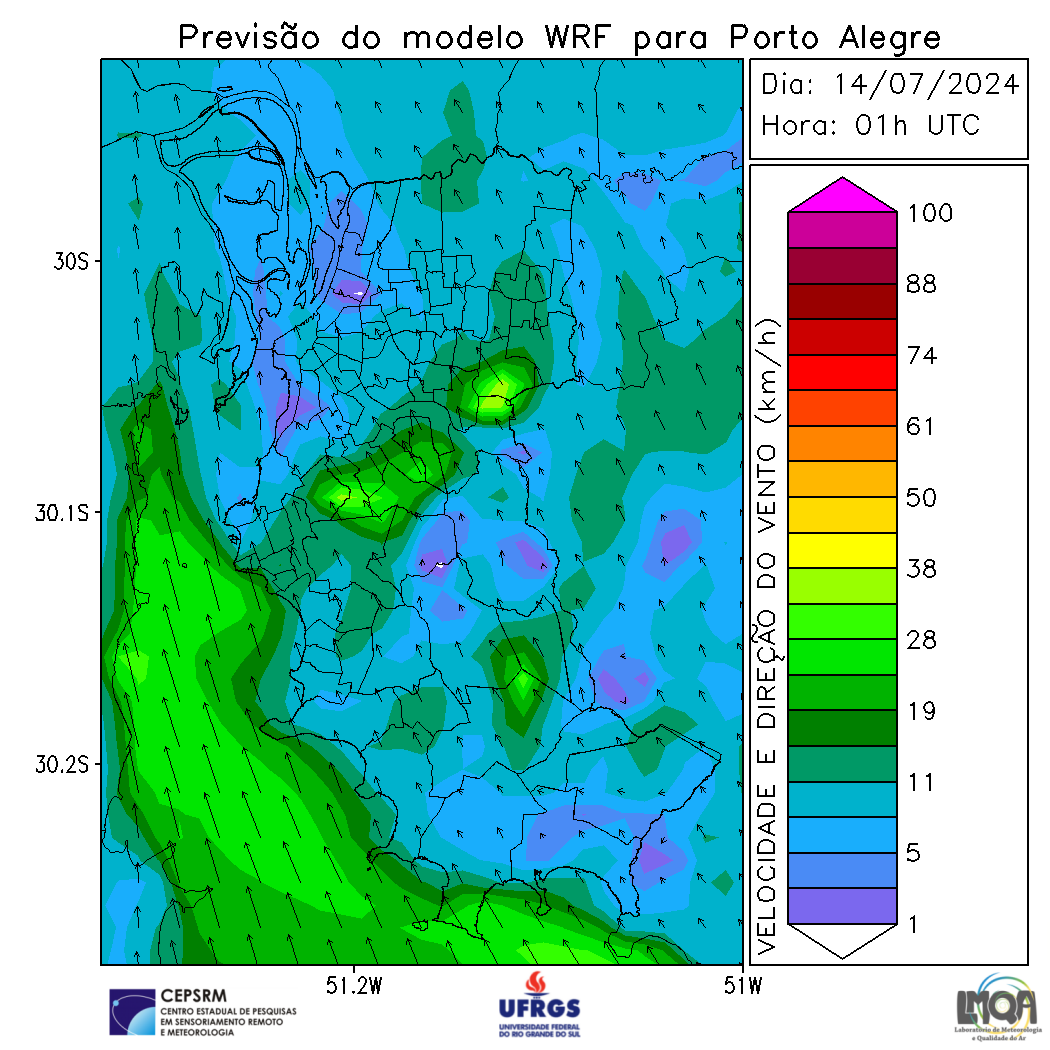 Previsão do modelo WRF para Porto Alegre
Dia: 14/07/2024
Hora: 01h UTC
30S
30.1S
30.2S
51.2W
51W
VELOCIDADE E DIREÇÃO DO VENTO (km/h)
100
88
74
61
50
38
28
19
11
5
1
CEPSRM
CENTRO ESTADUAL DE PESQUISAS
EM SENSORIAMENTO REMOTO
E METEOROLOGIA
UFRGS
UNIVERSIDADE FEDERAL
DO RIO GRANDE DO SUL
LMQA
Laboratório de Meteorologia
e Qualidade do Ar